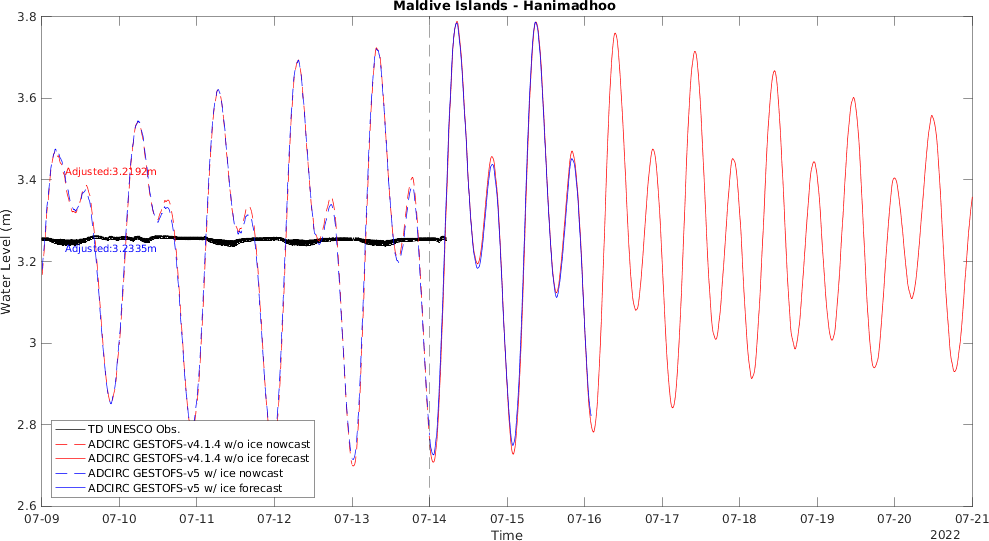 Maldive Islands - Hanimadhoo
3.8
3.6
3.4
3.2
3
2.8
2.6
Water Level (m)
Adjusted:3.2192m
Adjusted:3.2335m
TD UNESCO Obs.
ADCIRC GESTOFS-v4.1.4 w/o ice nowcast
ADCIRC GESTOFS-v4.1.4 w/o ice forecast
ADCIRC GESTOFS-v5 w/ ice nowcast
ADCIRC GESTOFS-v5 w/ ice forecast
07-09 07-10 07-11 07-12 07-13 07-14 07-15 07-16 07-17 07-18 07-19 07-20 07-21
Time
2022